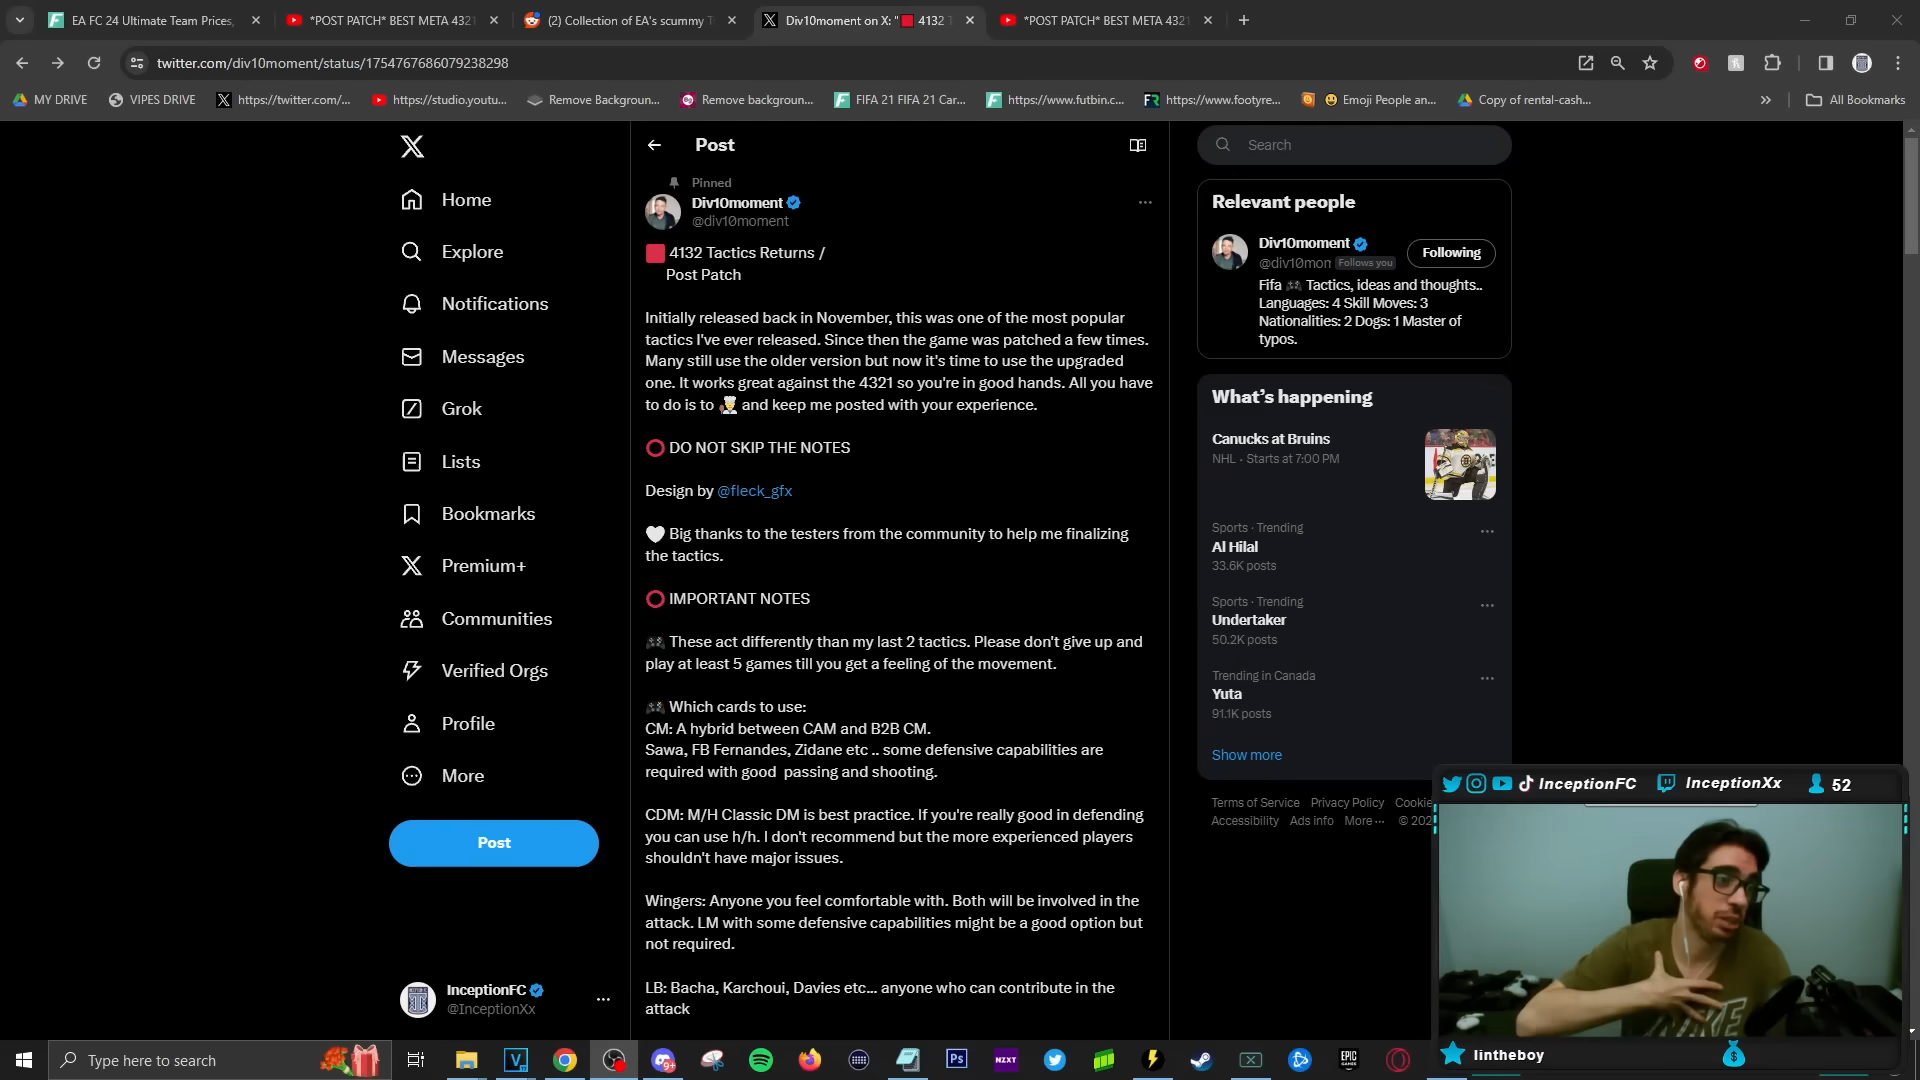 EA FC 24 Ultimate Team Prices,
*POST PATCH* BEST META 4321
(2) Collection of EA's scummy T
Div10moment on X: "🟥 4132 T
*POST PATCH* BEST META 4321
twitter.com/div10moment/status/1754767686079238298
MY DRIVE
VIPES DRIVE
https://twitter.com/...
https://studio.youtu...
Remove Backgroun...
Remove backgroun...
FIFA 21 FIFA 21 Car...
https://www.futbin.c...
https://www.footyre...
😃 Emoji People an...
Copy of rental-cash...
All Bookmarks
Home
Explore
Notifications
Messages
Grok
Lists
Bookmarks
Premium+
Communities
Verified Orgs
Profile
More
Post
InceptionFC
@InceptionXx
Post
Pinned
Div10moment
@div10moment
🟥 4132 Tactics Returns /
Post Patch
Initially released back in November, this was one of the most popular
tactics I've ever released. Since then the game was patched a few times.
Many still use the older version but now it's time to use the upgraded
one. It works great against the 4321 so you're in good hands. All you have
to do is to 🧑‍🍳 and keep me posted with your experience.
⭕ DO NOT SKIP THE NOTES
Design by @fleck_gfx
🤍 Big thanks to the testers from the community to help me finalizing
the tactics.
⭕ IMPORTANT NOTES
🎮 These act differently than my last 2 tactics. Please don't give up and
play at least 5 games till you get a feeling of the movement.
🎮 Which cards to use:
CM: A hybrid between CAM and B2B CM.
Sawa, FB Fernandes, Zidane etc .. some defensive capabilities are
required with good passing and shooting.
CDM: M/H Classic DM is best practice. If you're really good in defending
you can use h/h. I don't recommend but the more experienced players
shouldn't have major issues.
Wingers: Anyone you feel comfortable with. Both will be involved in the
attack. LM with some defensive capabilities might be a good option but
not required.
LB: Bacha, Karchoui, Davies etc... anyone who can contribute in the
attack
Search
Relevant people
Div10moment
@div10mon Follows you
Following
Fifa 🎮 Tactics, ideas and thoughts..
Languages: 4 Skill Moves: 3
Nationalities: 2 Dogs: 1 Master of
typos.
What's happening
Canucks at Bruins
NHL · Starts at 7:00 PM
Sports · Trending
Al Hilal
33.6K posts
Sports · Trending
Undertaker
50.2K posts
Trending in Canada
Yuta
91.1K posts
Show more
Terms of Service Privacy Policy Cookie
Accessibility Ads info More ··· © 202
InceptionFC
InceptionXx
52
NIKE
lintheboy
Type here to search
V
9+
Ps
NZXT
EPIC
GAMES